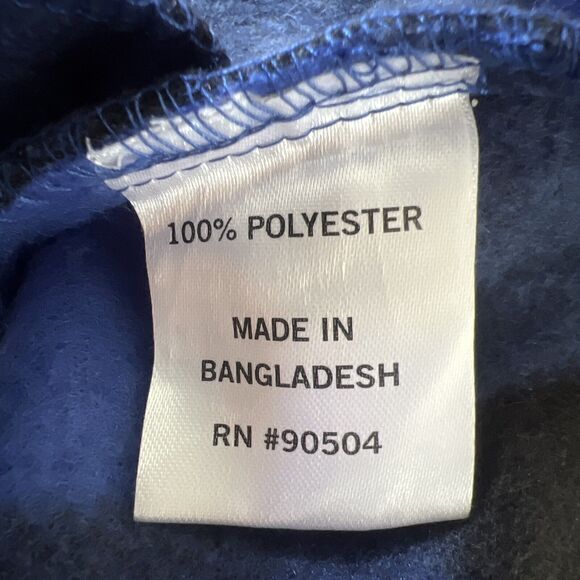 100% POLYESTER
MADE IN
BANGLADESH
RN #90504